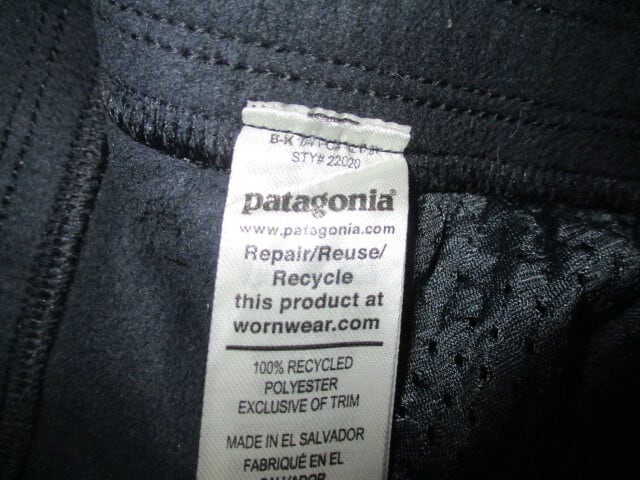 STY# 22020
patagonia®
www.patagonia.com
Repair/Reuse/
Recycle
this product at
wornwear.com
100% RECYCLED
POLYESTER
EXCLUSIVE OF TRIM
MADE IN EL SALVADOR
FABRIQUÉ EN EL
SALVADOR